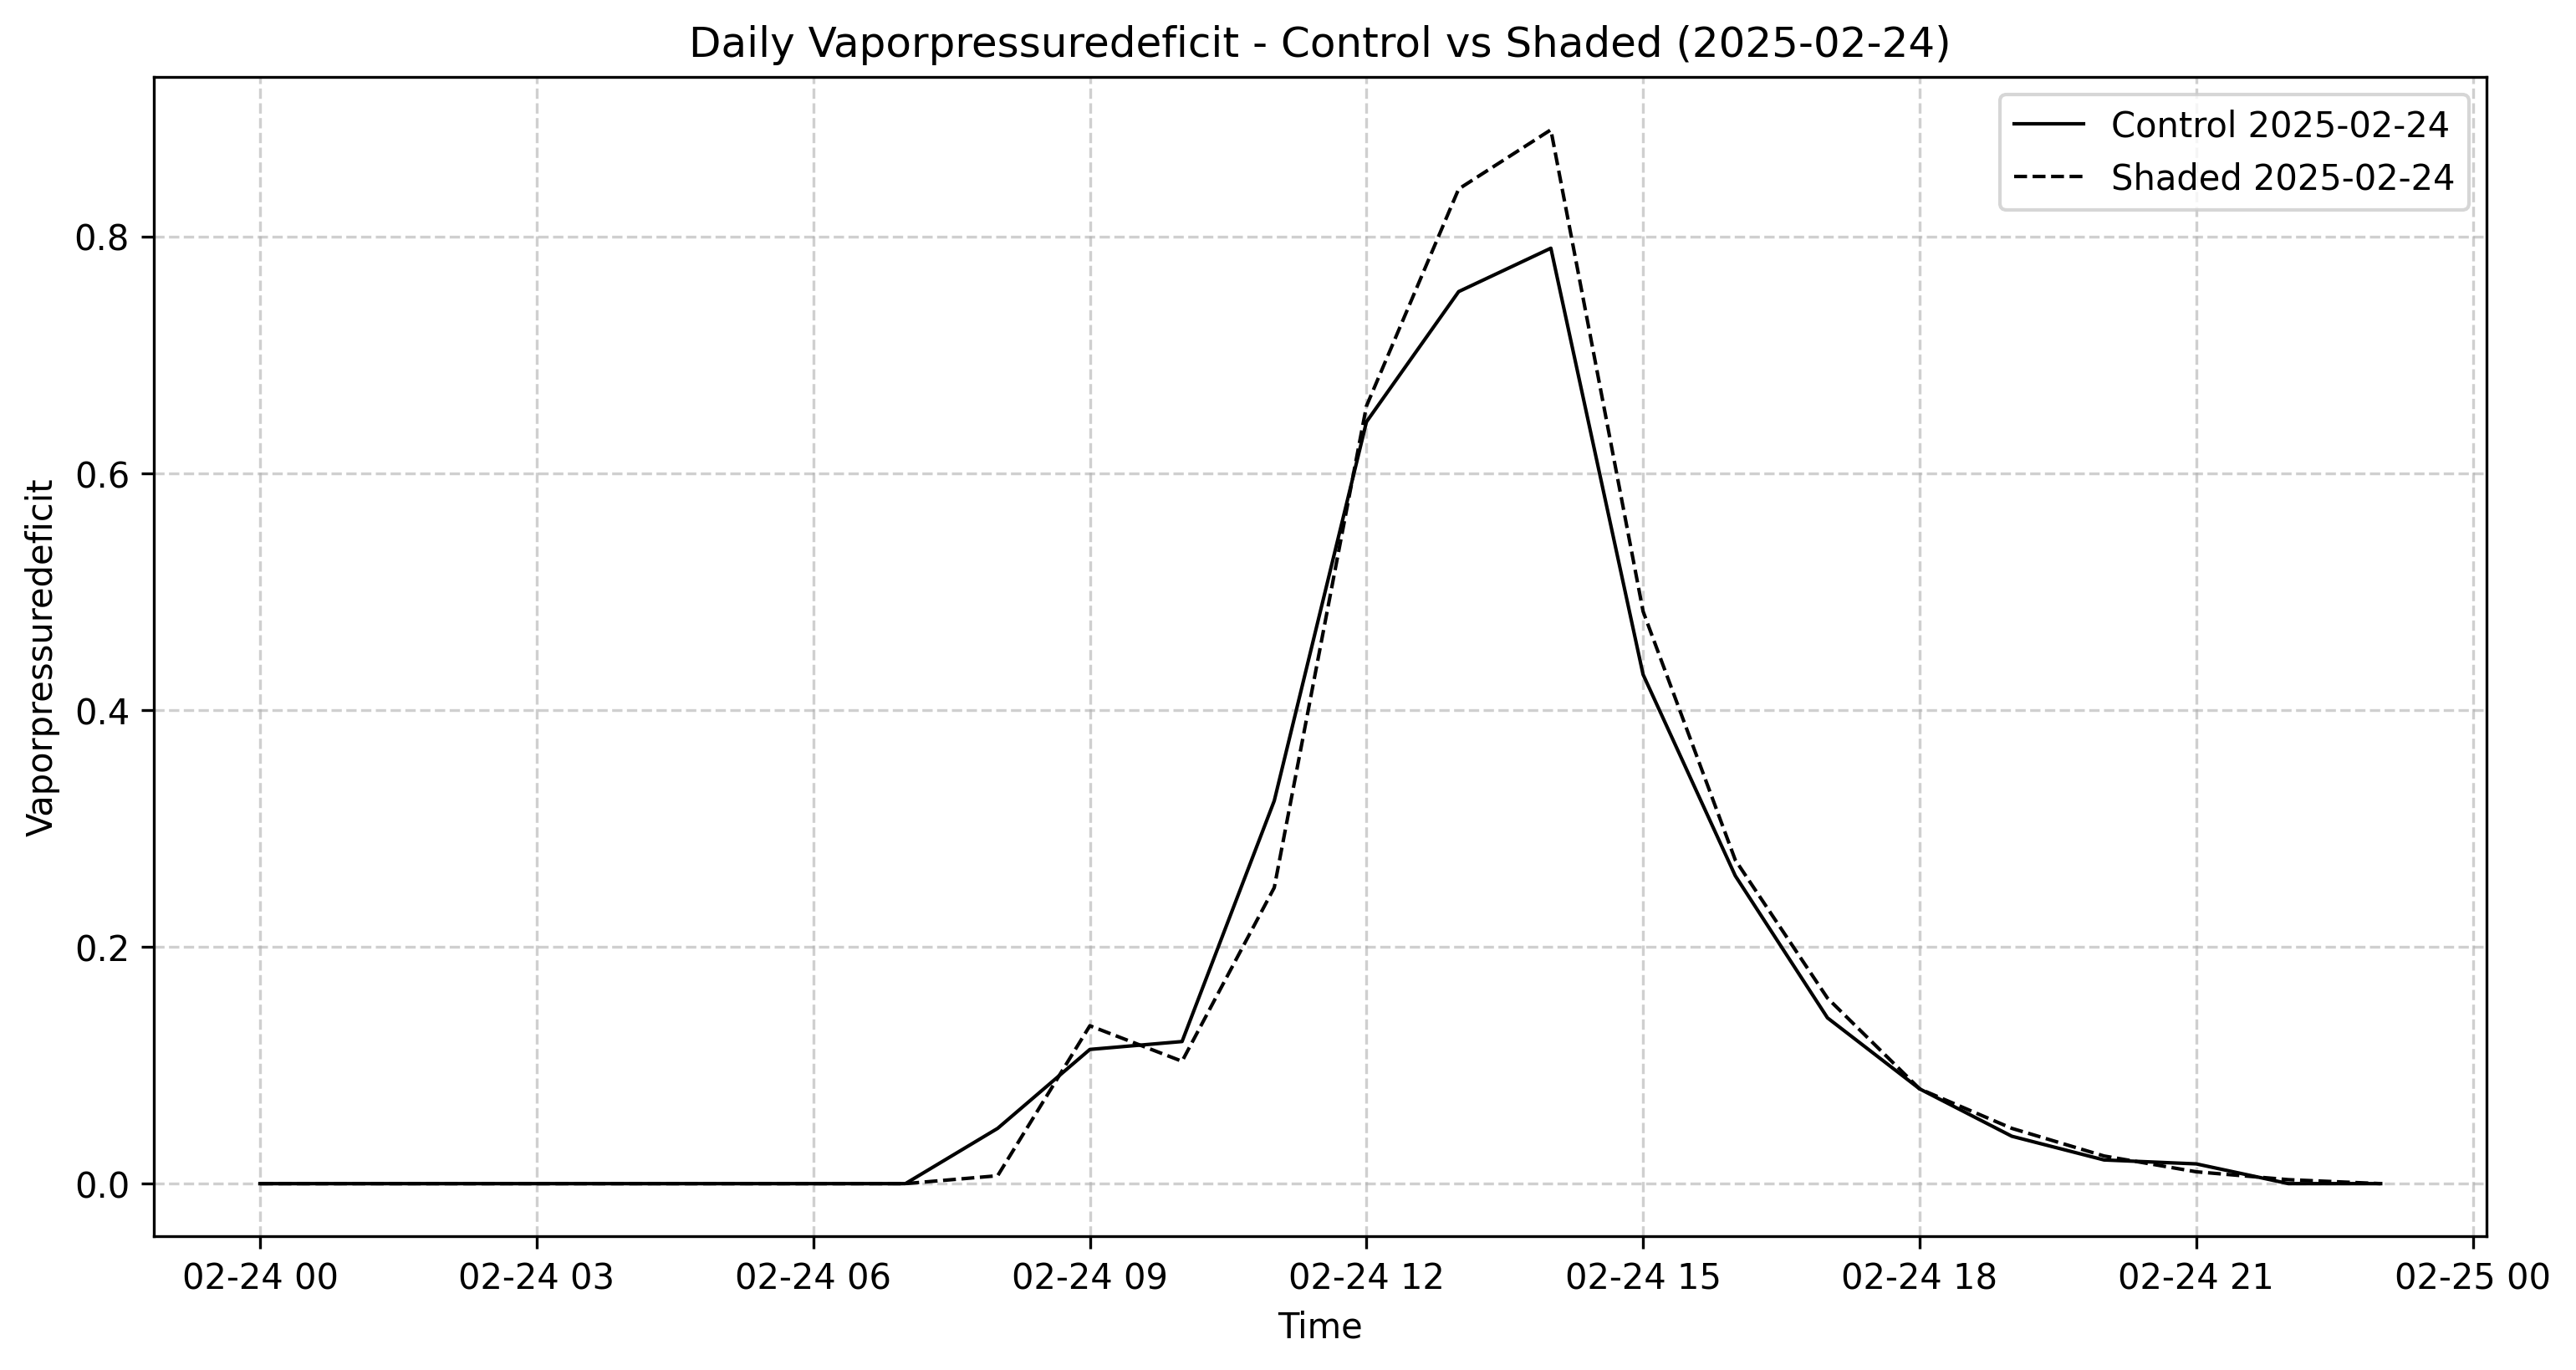 Daily Vaporpressuredeficit - Control vs Shaded (2025-02-24)
Control 2025-02-24
Shaded 2025-02-24
Vaporpressuredeficit
0.8
0.6
0.4
0.2
0.0
02-24 00
02-24 03
02-24 06
02-24 09
02-24 12
02-24 15
02-24 18
02-24 21
02-25 00
Time